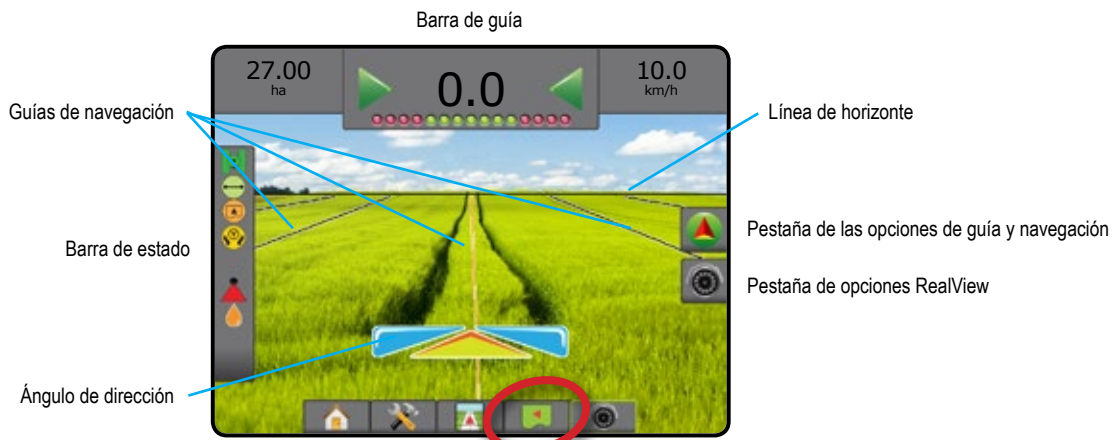 Barra de guía
27.00
ha
0.0
10.0
km/h
Guías de navegación
Línea de horizonte
Barra de estado
Pestaña de las opciones de guía y navegación
Pestaña de opciones RealView
Ángulo de dirección